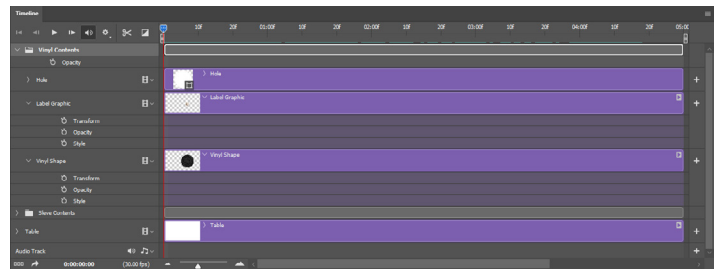 Timeline
10f 20f 01:00f 10f 20f 02:00f 10f 20f 03:00f 10f 20f 04:00f 10f 20f 05:00
Vinyl Contents
Opacity
Hole Hole
Label Graphic Label Graphic
Transform
Opacity
Style
Vinyl Shape Vinyl Shape
Transform
Opacity
Style
Sleve Contents
Table Table
Audio Track
0:00:00:00 (30.00 fps)